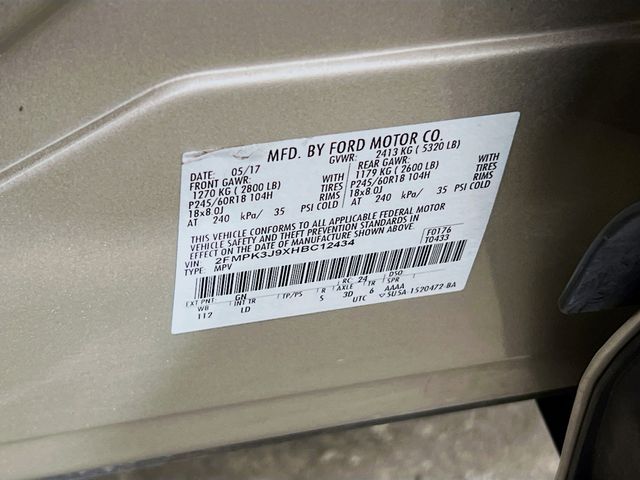 MFD. BY FORD MOTOR CO.
DATE: 05/17 GVWR: 2413 KG ( 5320 LB)
FRONT GAWR: REAR GAWR:
1270 KG ( 2800 LB) WITH 1179 KG ( 2600 LB) WITH
P245/60R18 104H TIRES P245/60R18 104H TIRES
18x8.0J RIMS 18x8.0J RIMS
AT 240 kPa/ 35 PSI COLD AT 240 kPa/ 35 PSI COLD
THIS VEHICLE CONFORMS TO ALL APPLICABLE FEDERAL MOTOR
VEHICLE SAFETY AND THEFT PREVENTION STANDARDS IN
EFFECT ON THE DATE OF MANUFACTURE SHOWN ABOVE.
VIN: 2FMPK3J9XHBC12434 F0176
TYPE: MPV T0433
EXT PNT: GN RC: 24 DSO:
WB INT TR TP/PS R AXLE TR SPR
112 LD S 3D 6 AAAA
UTC 5U5A-1520472-BA